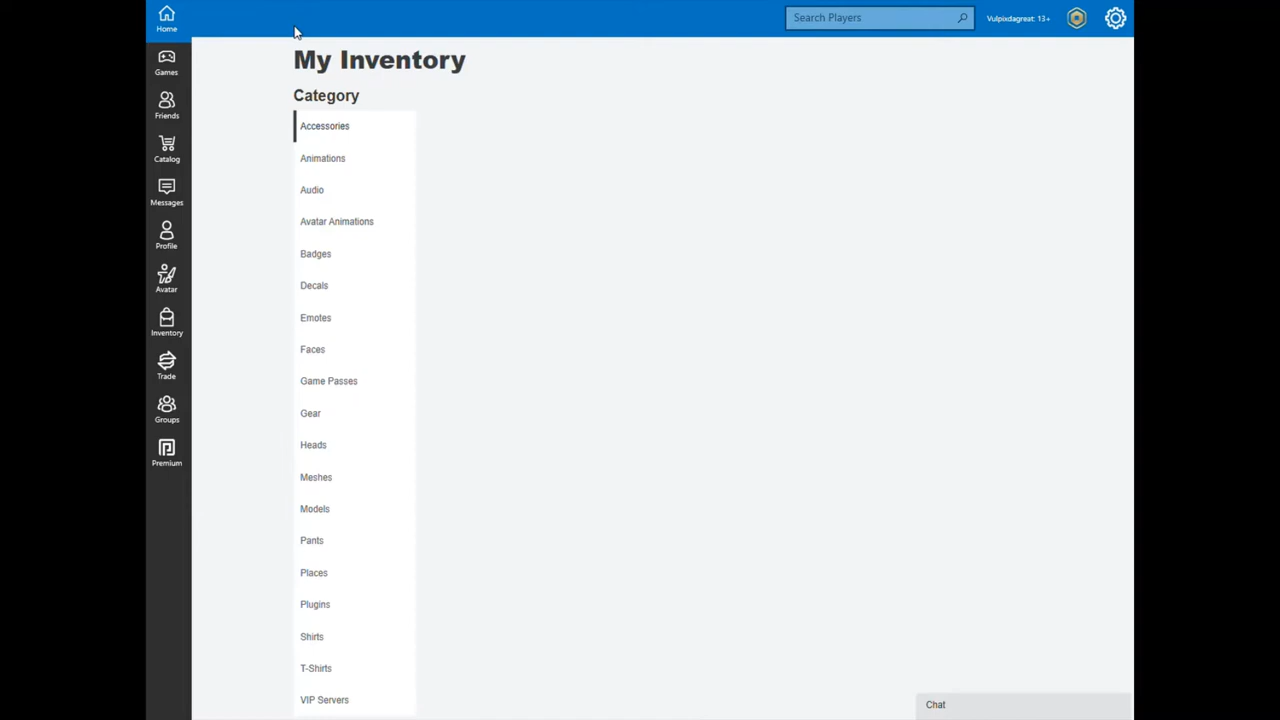 Home
Search Players
Vulpixdagreat: 13+
Games
Friends
Catalog
Messages
Profile
Avatar
Inventory
Trade
Groups
Premium
My Inventory
Category
Accessories
Animations
Audio
Avatar Animations
Badges
Decals
Emotes
Faces
Game Passes
Gear
Heads
Meshes
Models
Pants
Places
Plugins
Shirts
T-Shirts
VIP Servers
Chat